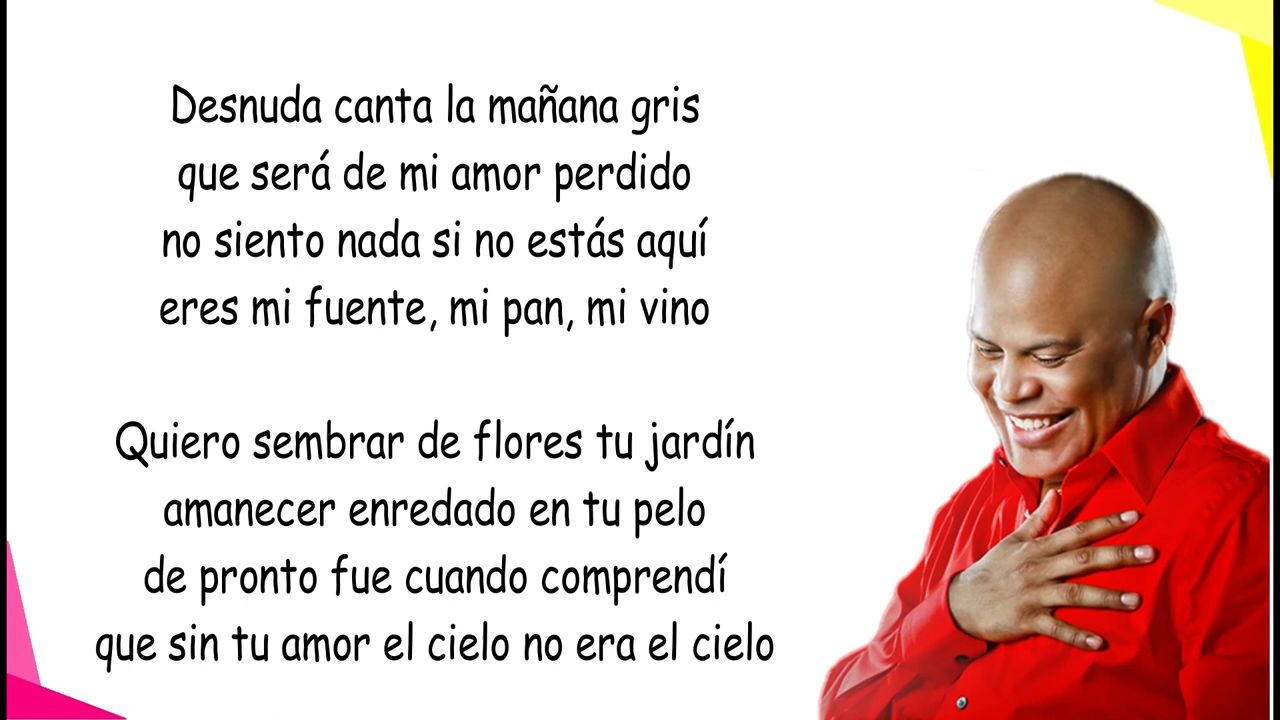 Desnuda canta la mañana gris
que será de mi amor perdido
no siento nada si no estás aquí
eres mi fuente, mi pan, mi vino
Quiero sembrar de flores tu jardín
amanecer enredado en tu pelo
de pronto fue cuando comprendí
que sin tu amor el cielo no era el cielo